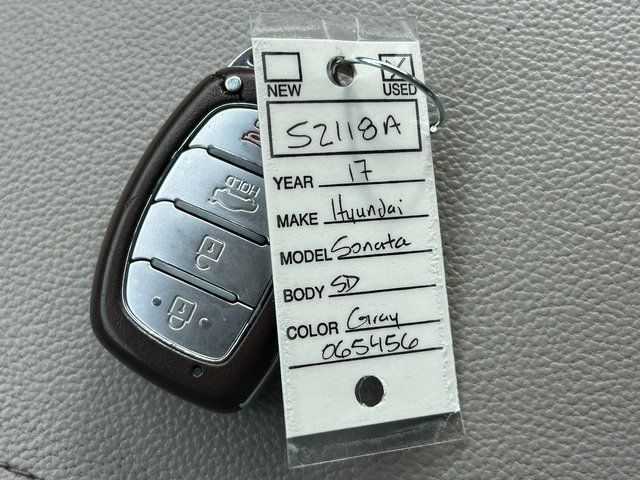 NEW USED
S2118A
YEAR 17
MAKE Hyundai
MODEL Sonata
BODY SD
COLOR Gray
065456
HOLD